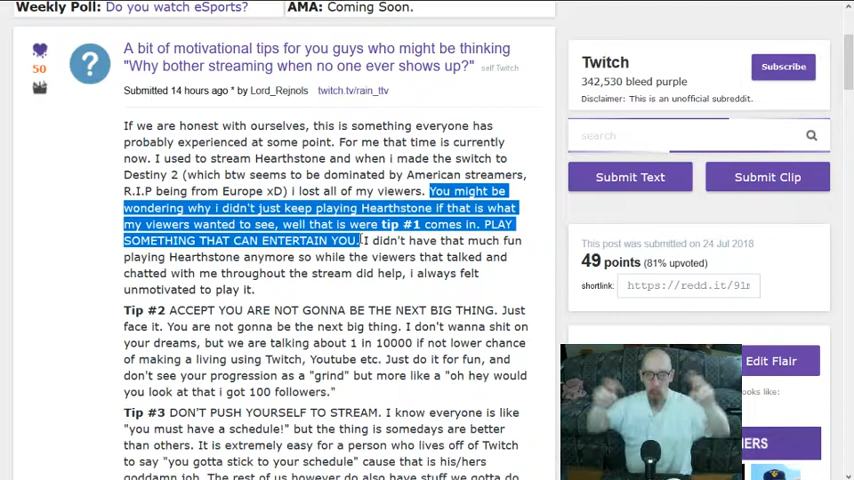 Weekly Poll: Do you watch eSports?
AMA: Coming Soon.
A bit of motivational tips for you guys who might be thinking
"Why bother streaming when no one ever shows up?" self Twitch
50
?
Submitted 14 hours ago * by Lord_Rejnols twitch.tv/rain_ttv
If we are honest with ourselves, this is something everyone has
probably experienced at some point. For me that time is currently
now. I used to stream Hearthstone and when i made the switch to
Destiny 2 (which btw seems to be dominated by American streamers,
R.I.P being from Europe xD) i lost all of my viewers. You might be
wondering why i didn't just keep playing Hearthstone if that is what
my viewers wanted to see, well that is were tip #1 comes in. PLAY
SOMETHING THAT CAN ENTERTAIN YOU. I didn't have that much fun
playing Hearthstone anymore so while the viewers that talked and
chatted with me throughout the stream did help, i always felt
unmotivated to play it.
Tip #2 ACCEPT YOU ARE NOT GONNA BE THE NEXT BIG THING. Just
face it. You are not gonna be the next big thing. I don't wanna shit on
your dreams, but we are talking about 1 in 10000 if not lower chance
of making a living using Twitch, Youtube etc. Just do it for fun, and
don't see your progression as a "grind" but more like a "oh hey would
you look at that i got 100 followers."
Tip #3 DON'T PUSH YOURSELF TO STREAM. I know everyone is like
"you must have a schedule!" but the thing is somedays are better
than others. It is extremely easy for a person who lives off of Twitch
to say "you gotta stick to your schedule" cause that is his/hers
goddamn job. The rest of us however do also have stuff we gotta do
Twitch
342,530 bleed purple
Subscribe
Disclaimer: This is an unofficial subreddit.
search
Submit Text
Submit Clip
This post was submitted on 24 Jul 2018
49 points (81% upvoted)
shortlink:
Edit Flair
ooks like:
ERS